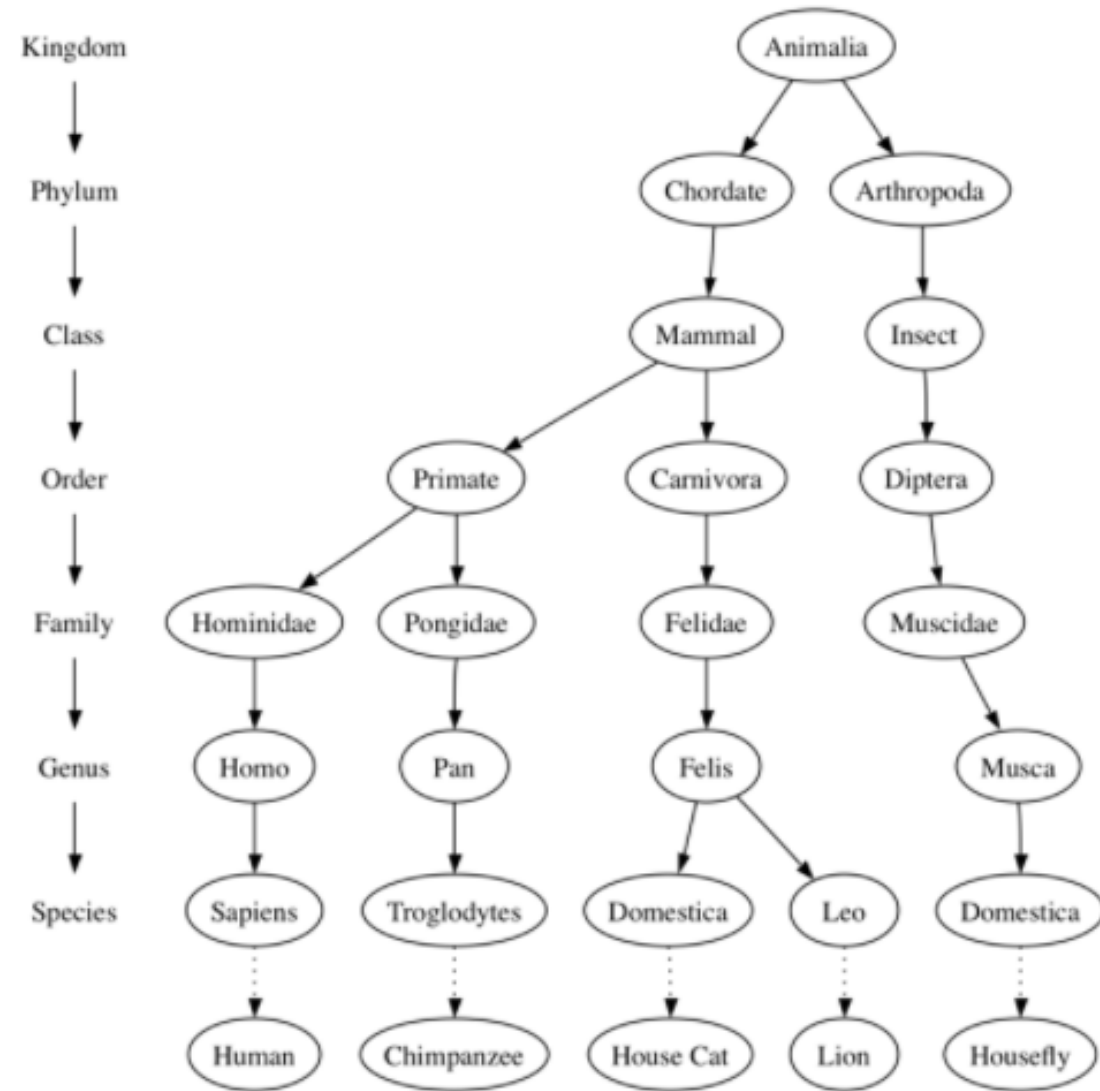 Kingdom Animalia
Phylum Chordate Arthropoda
Class Mammal Insect
Order Primate Carnivora Diptera
Family Hominidae Pongidae Felidae Muscidae
Genus Homo Pan Felis Musca
Species Sapiens Troglodytes Domestica Leo Domestica
Human Chimpanzee House Cat Lion Housefly